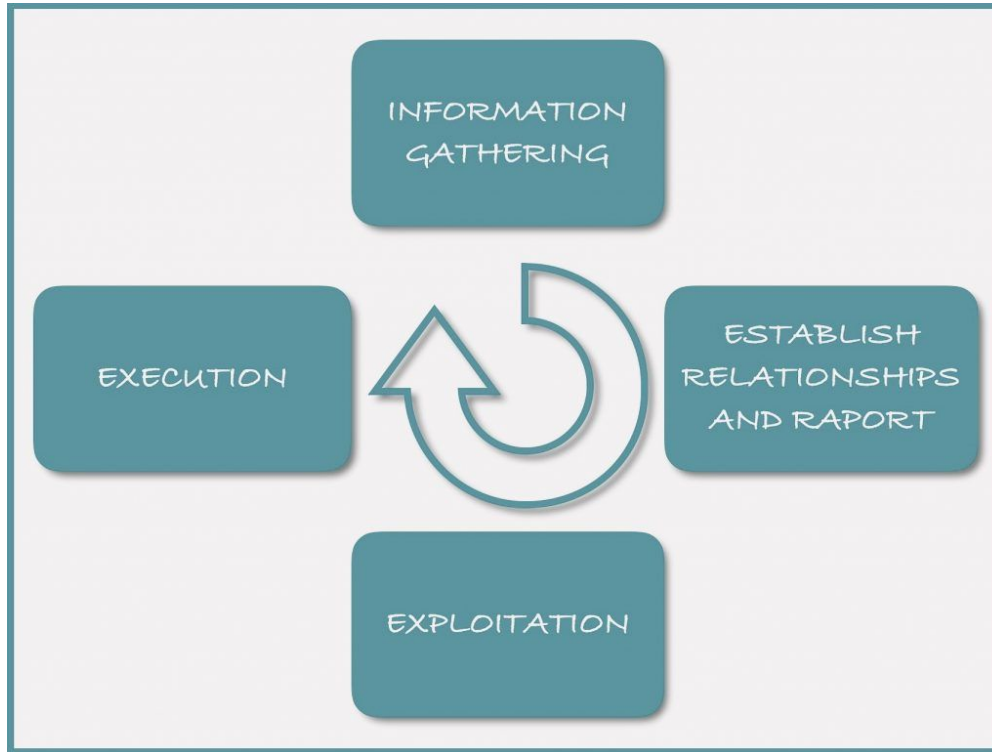 INFORMATION
GATHERING
ESTABLISH
RELATIONSHIPS
AND RAPORT
EXPLOITATION
EXECUTION